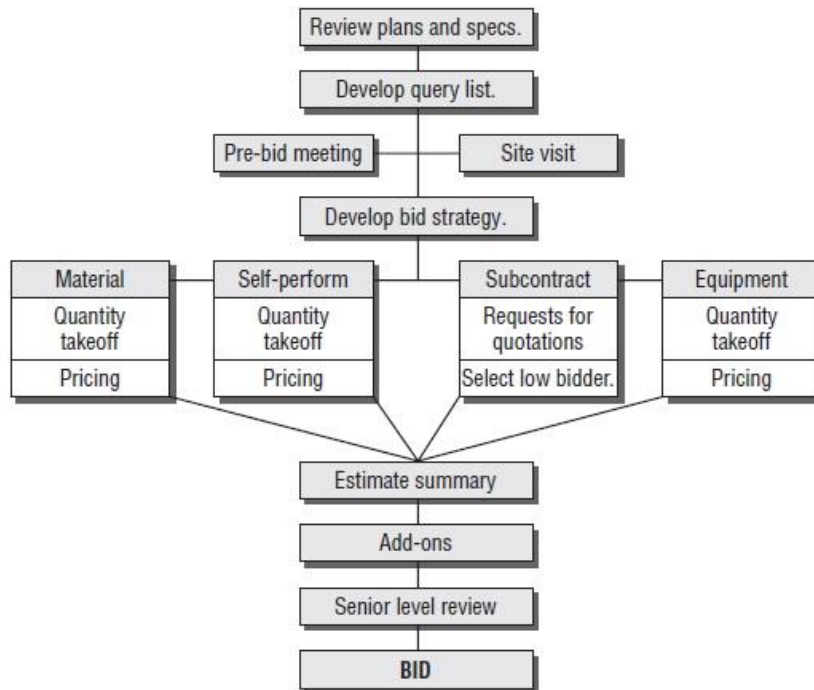 Review plans and specs.
Develop query list.
Pre-bid meeting
Site visit
Develop bid strategy.
Material
Quantity
takeoff
Pricing
Self-perform
Quantity
takeoff
Pricing
Subcontract
Requests for
quotations
Select low bidder.
Equipment
Quantity
takeoff
Pricing
Estimate summary
Add-ons
Senior level review
BID